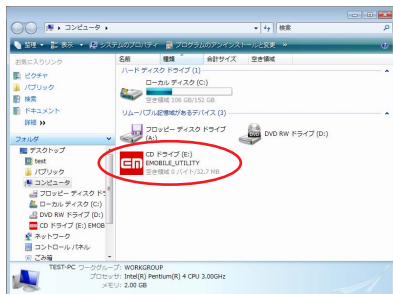 コンピュータ
検索
整理 表示 システムのプロパティ プログラムのアンインストールと変更 »
お気に入りリンク
ピクチャ
パブリック
検索
ドキュメント
詳細 »
フォルダ
デスクトップ
test
パブリック
コンピュータ
フロッピー ディスク ド
ローカル ディスク (C:)
DVD RW ドライブ (D:)
CD ドライブ (E:) EMOB
ネットワーク
コントロール パネル
ごみ箱
名前 種類 合計サイズ 空き領域
ハード ディスク ドライブ (1)
ローカル ディスク (C:)
空き領域 106 GB/152 GB
リムーバブル記憶域があるデバイス (3)
フロッピー ディスク ドライブ (A:)
DVD RW ドライブ (D:)
CD ドライブ (E:)
EMOBILE_UTILITY
空き領域 0 バイト/32.7 MB
TEST-PC ワークグループ: WORKGROUP
プロセッサ: Intel(R) Pentium(R) 4 CPU 3.00GHz
メモリ: 2.00 GB